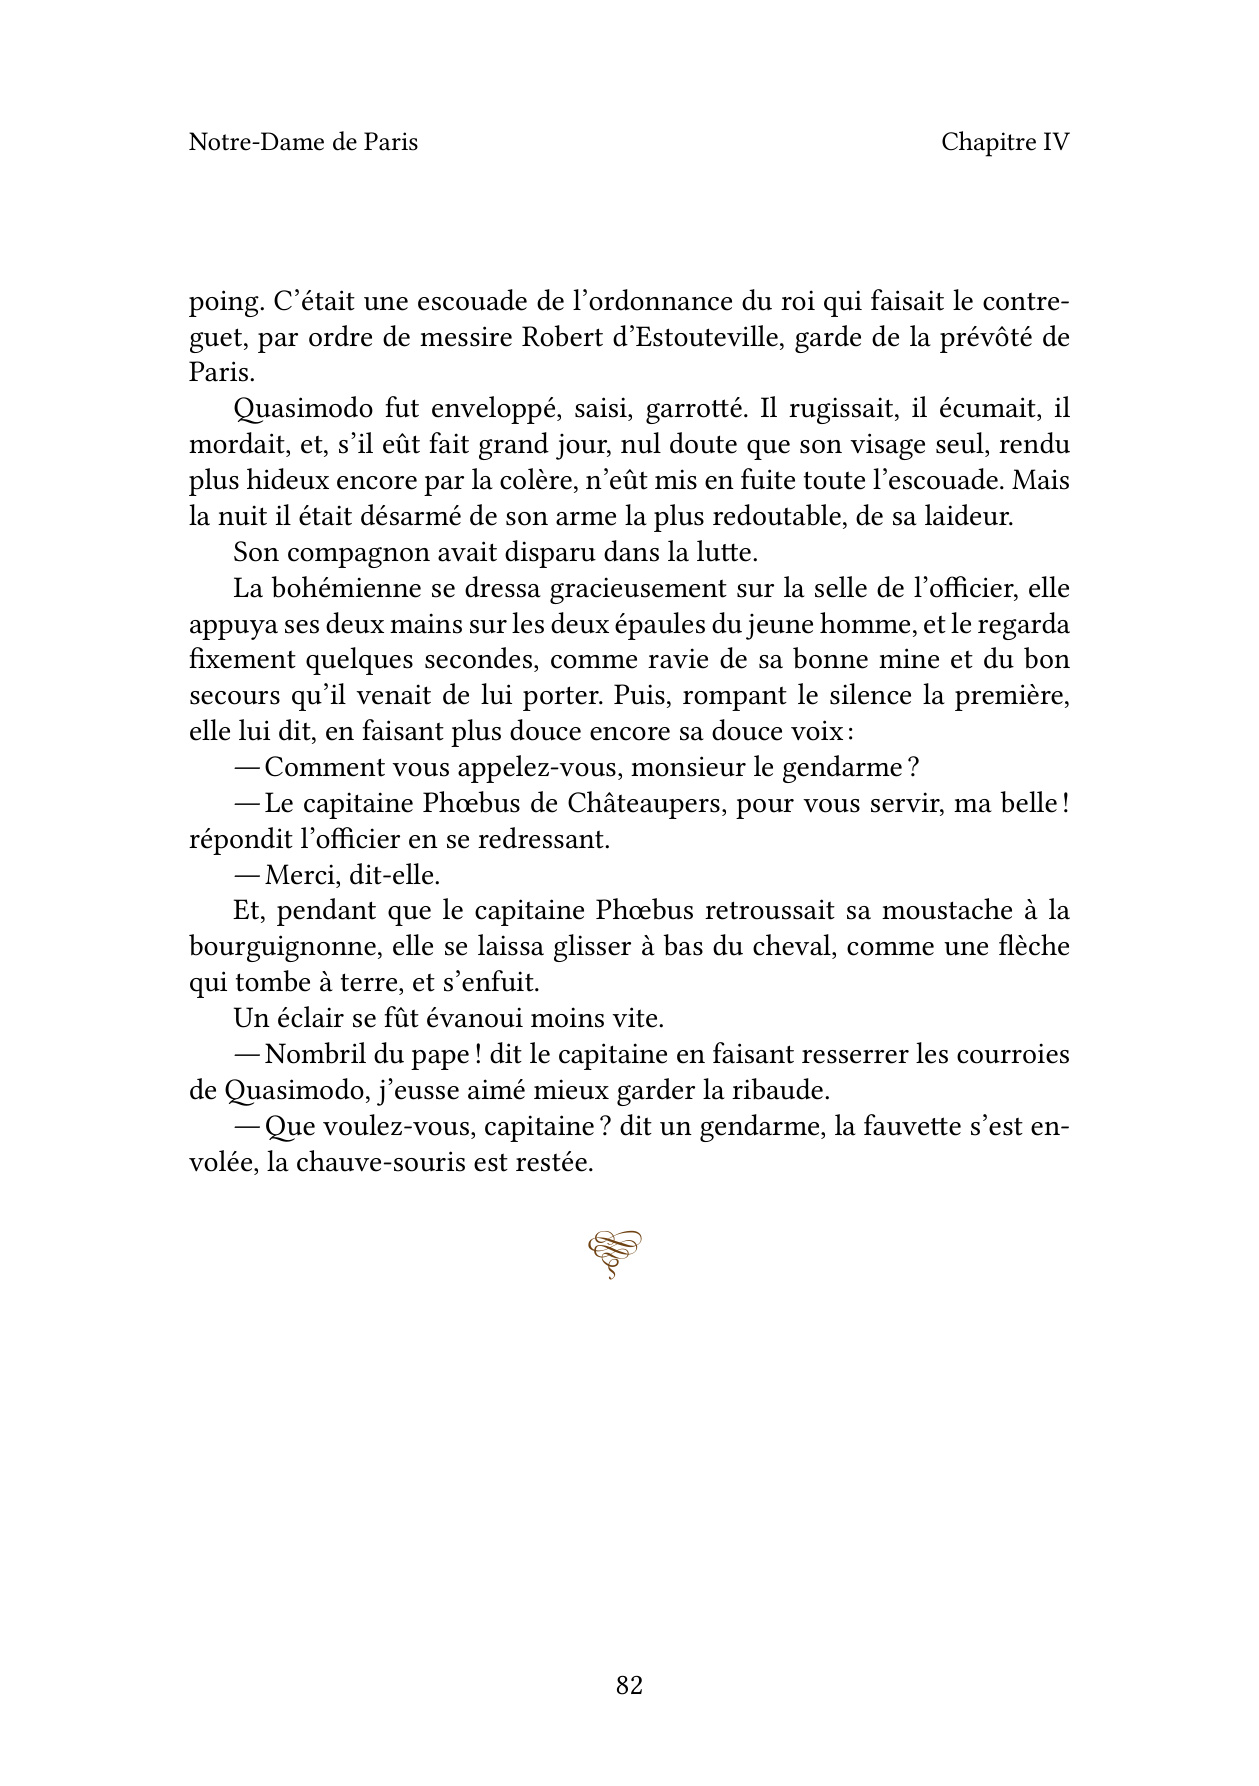 Notre-Dame de Paris
Chapitre IV
poing. C’était une escouade de l’ordonnance du roi qui faisait le contre-
guet, par ordre de messire Robert d’Estouteville, garde de la prévôté de
Paris.
Quasimodo fut enveloppé, saisi, garrotté. Il rugissait, il écumait, il
mordait, et, s’il eût fait grand jour, nul doute que son visage seul, rendu
plus hideux encore par la colère, n’eût mis en fuite toute l’escouade. Mais
la nuit il était désarmé de son arme la plus redoutable, de sa laideur.
Son compagnon avait disparu dans la lutte.
La bohémienne se dressa gracieusement sur la selle de l’officier, elle
appuya ses deux mains sur les deux épaules du jeune homme, et le regarda
fixement quelques secondes, comme ravie de sa bonne mine et du bon
secours qu’il venait de lui porter. Puis, rompant le silence la première,
elle lui dit, en faisant plus douce encore sa douce voix :
— Comment vous appelez-vous, monsieur le gendarme ?
— Le capitaine Phœbus de Châteaupers, pour vous servir, ma belle !
répondit l’officier en se redressant.
— Merci, dit-elle.
Et, pendant que le capitaine Phœbus retroussait sa moustache à la
bourguignonne, elle se laissa glisser à bas du cheval, comme une flèche
qui tombe à terre, et s’enfuit.
Un éclair se fût évanoui moins vite.
— Nombril du pape ! dit le capitaine en faisant resserrer les courroies
de Quasimodo, j’eusse aimé mieux garder la ribaude.
— Que voulez-vous, capitaine ? dit un gendarme, la fauvette s’est en-
volée, la chauve-souris est restée.
82